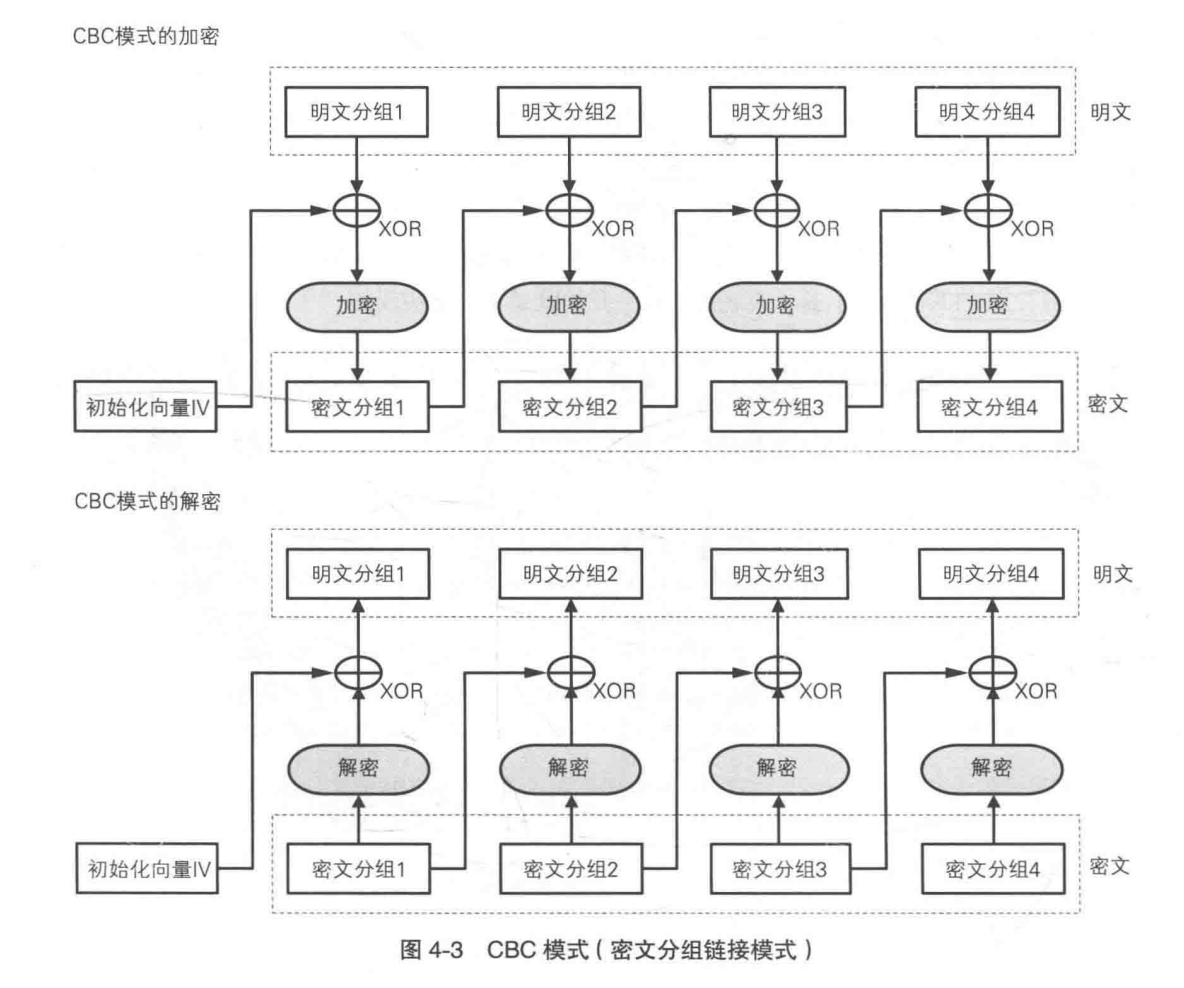 CBC模式的加密
明文分组1 明文分组2 明文分组3 明文分组4 明文
XOR XOR XOR XOR
加密 加密 加密 加密
初始化向量IV 密文分组1 密文分组2 密文分组3 密文分组4 密文
CBC模式的解密
明文分组1 明文分组2 明文分组3 明文分组4 明文
XOR XOR XOR XOR
解密 解密 解密 解密
初始化向量IV 密文分组1 密文分组2 密文分组3 密文分组4 密文
图 4-3 CBC 模式（密文分组链接模式）